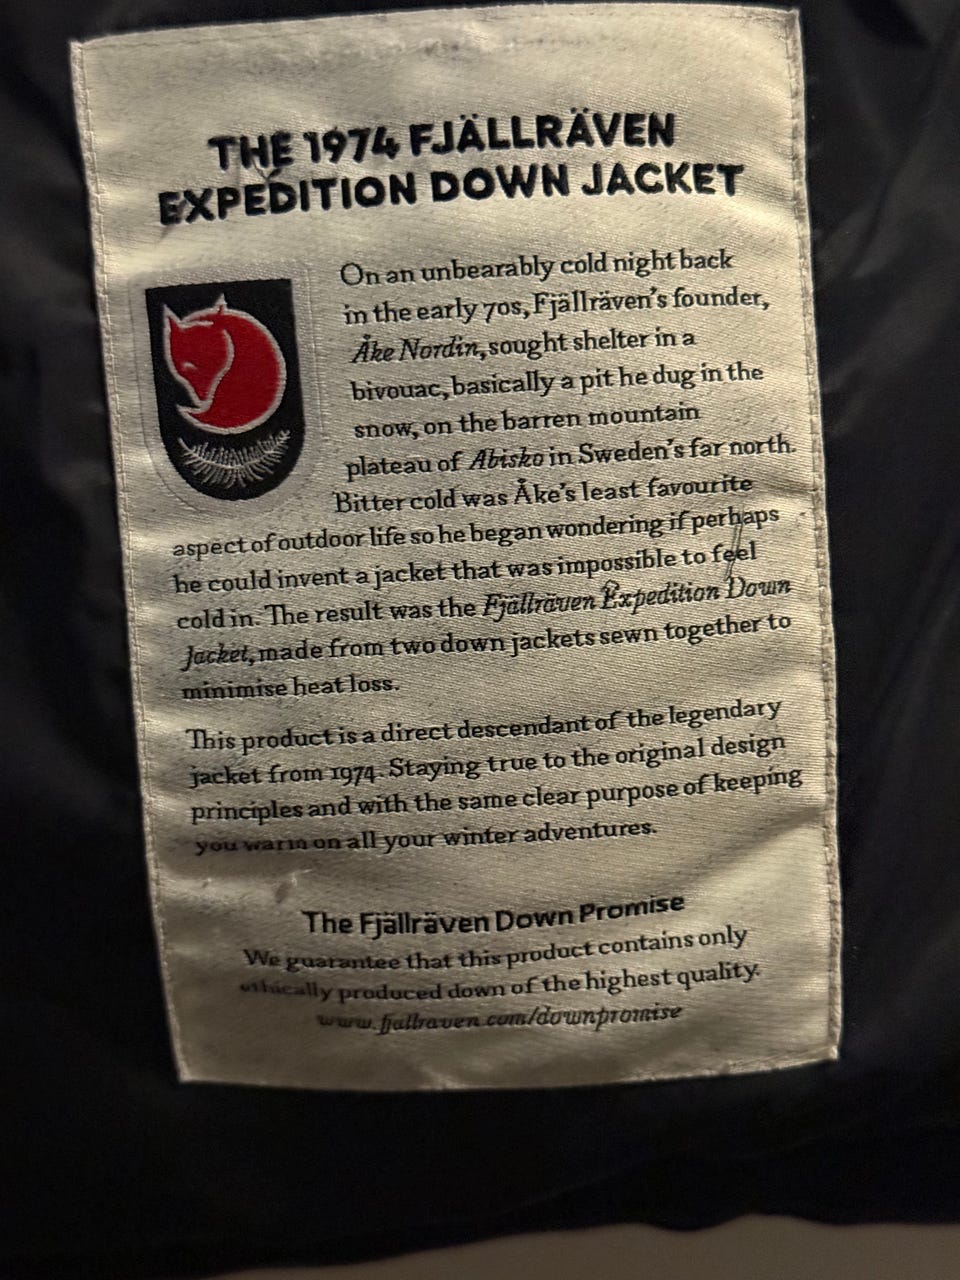 THE 1974 FJÄLLRÄVEN
EXPEDITION DOWN JACKET
On an unbearably cold night back
in the early 70s, Fjällräven's founder,
Åke Nordin, sought shelter in a
bivouac, basically a pit he dug in the
snow, on the barren mountain
plateau of Abisko in Sweden's far north.
Bitter cold was Åke's least favourite
aspect of outdoor life so he began wondering if perhaps
he could invent a jacket that was impossible to feel
cold in. The result was the Fjällräven Expedition Down
Jacket, made from two down jackets sewn together to
minimise heat loss.
This product is a direct descendant of the legendary
jacket from 1974. Staying true to the original design
principles and with the same clear purpose of keeping
you warm on all your winter adventures.
The Fjällräven Down Promise
We guarantee that this product contains only
ethically produced down of the highest quality.
www.fjallraven.com/downpromise